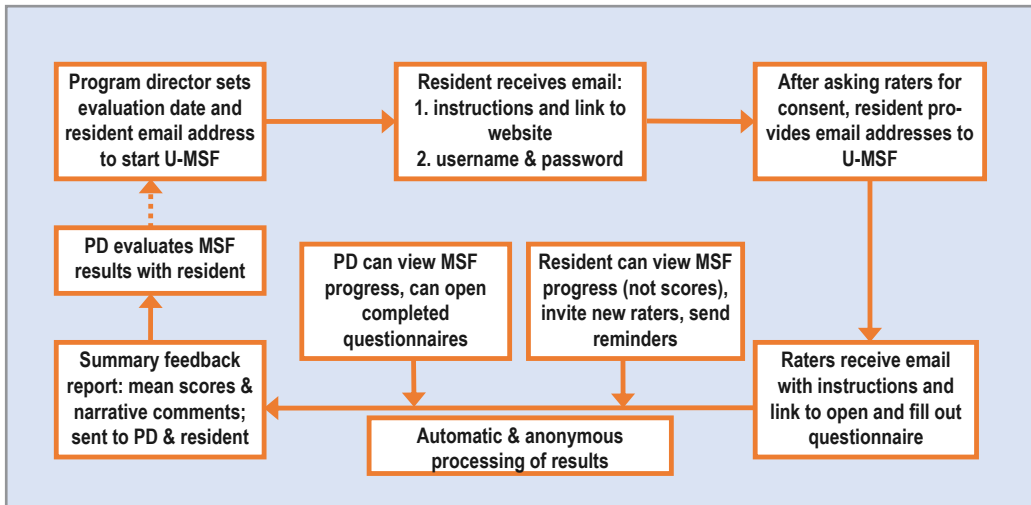 Program director sets
evaluation date and
resident email address
to start U-MSF
Resident receives email:
1. instructions and link to
website
2. username & password
After asking raters for
consent, resident pro-
vides email addresses to
U-MSF
PD evaluates MSF
results with resident
PD can view MSF
progress, can open
completed
questionnaires
Resident can view MSF
progress (not scores),
invite new raters, send
reminders
Summary feedback
report: mean scores &
narrative comments;
sent to PD & resident
Automatic & anonymous
processing of results
Raters receive email
with instructions and
link to open and fill out
questionnaire